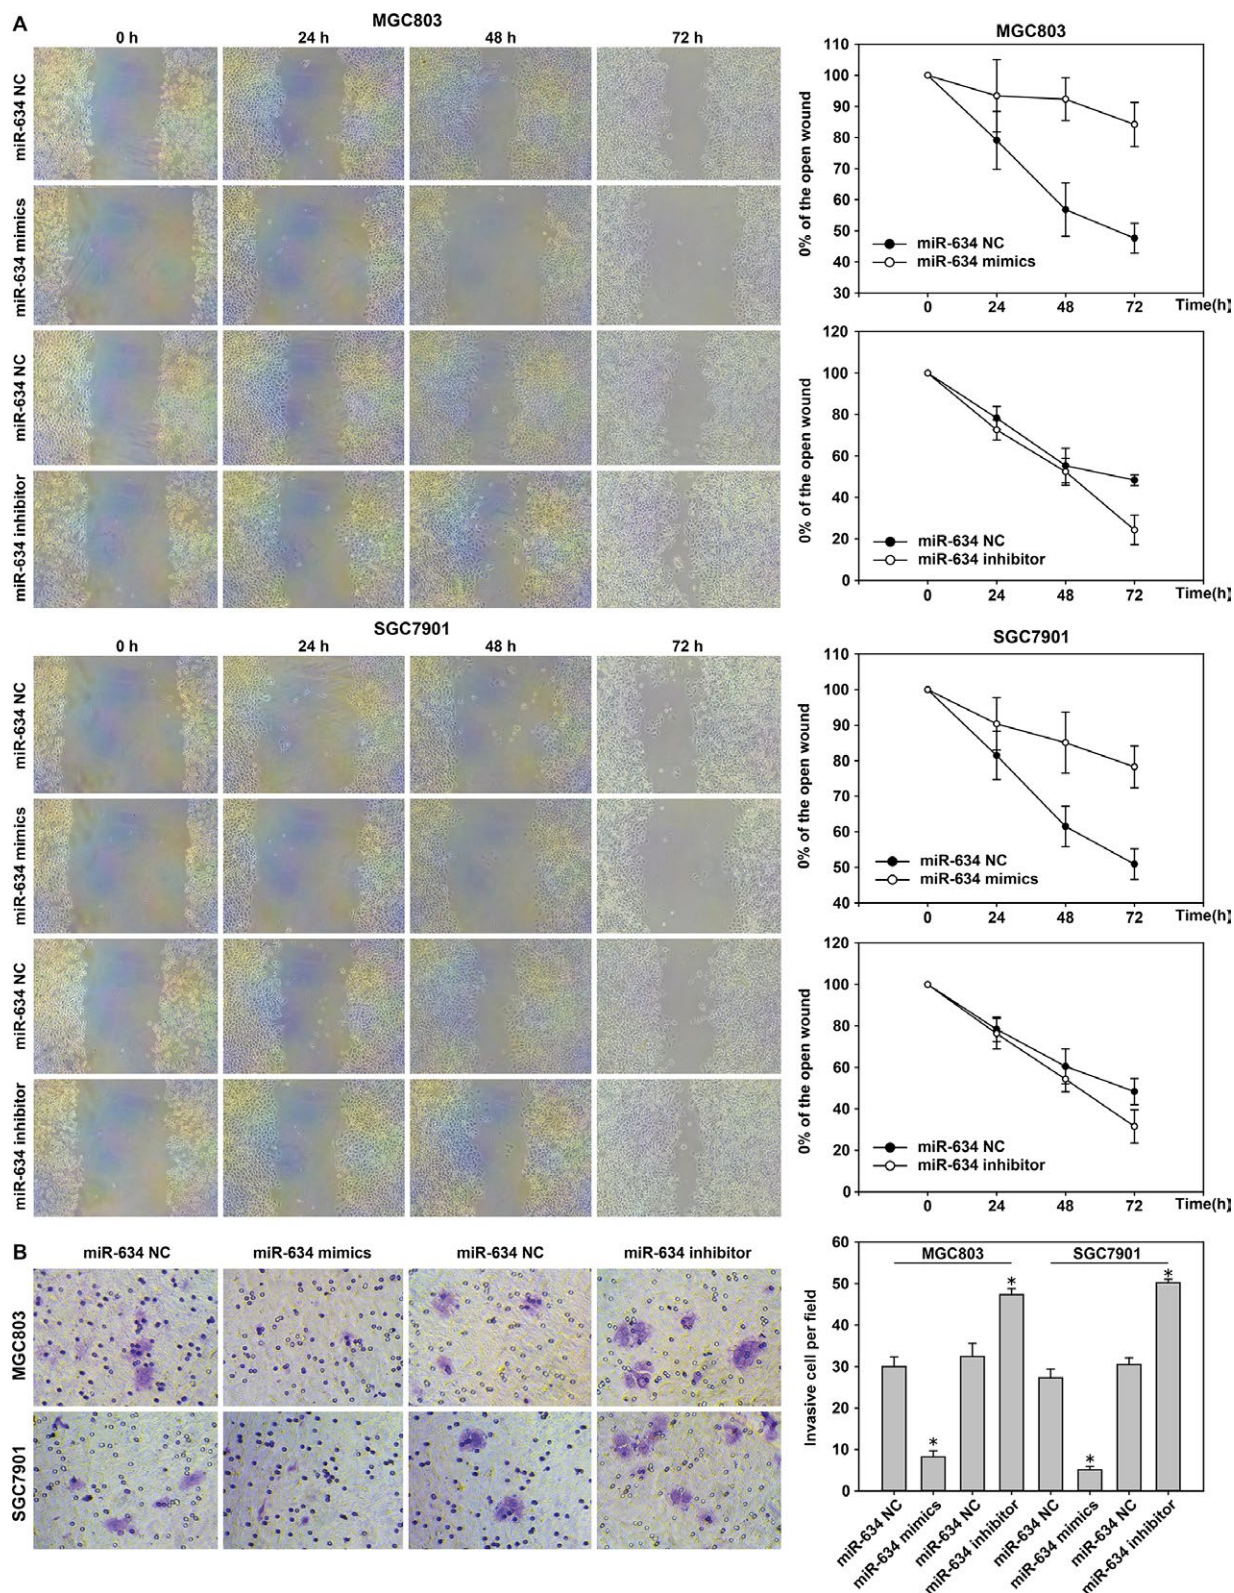 A
MGC803
0 h 24 h 48 h 72 h
miR-634 NC
miR-634 mimics
miR-634 NC
miR-634 inhibitor
MGC803
0% of the open wound
110
100
90
80
70
60
50
40
30
miR-634 NC
miR-634 mimics
0 24 48 72 Time(h)
0% of the open wound
120
100
80
60
40
20
0
miR-634 NC
miR-634 inhibitor
0 24 48 72 Time(h)
SGC7901
0 h 24 h 48 h 72 h
miR-634 NC
miR-634 mimics
miR-634 NC
miR-634 inhibitor
SGC7901
0% of the open wound
110
100
90
80
70
60
50
40
miR-634 NC
miR-634 mimics
0 24 48 72 Time(h)
0% of the open wound
120
100
80
60
40
20
0
miR-634 NC
miR-634 inhibitor
0 24 48 72 Time(h)
B
miR-634 NC miR-634 mimics miR-634 NC miR-634 inhibitor
MGC803
SGC7901
Invasive cell per field
60
50
40
30
20
10
0
MGC803 SGC7901
* * * *
miR-634 NC
miR-634 mimics
miR-634 NC
miR-634 inhibitor
miR-634 NC
miR-634 mimics
miR-634 NC
miR-634 inhibitor